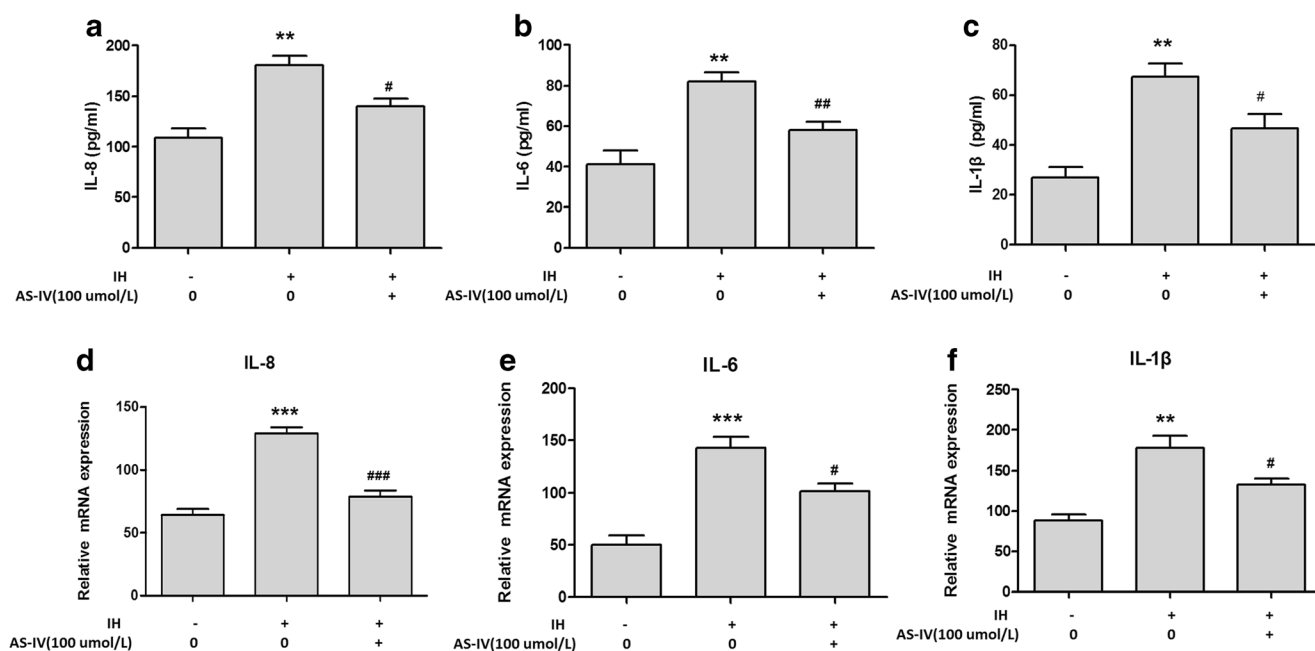 a
IL-8 (pg/ml)
200
150
100
50
0
**
#
IH - + +
AS-IV(100 umol/L) 0 0 +
b
IL-6 (pg/ml)
100
80
60
40
20
0
**
##
IH - + +
AS-IV(100 umol/L) 0 0 +
c
IL-1β (pg/ml)
80
60
40
20
0
**
#
IH - + +
AS-IV(100 umol/L) 0 0 +
d
IL-8
Relative mRNA expression
150
100
50
0
***
###
IH - + +
AS-IV(100 umol/L) 0 0 +
e
IL-6
Relative mRNA expression
200
150
100
50
0
***
#
IH - + +
AS-IV(100 umol/L) 0 0 +
f
IL-1β
Relative mRNA expression
250
200
150
100
50
0
**
#
IH - + +
AS-IV(100 umol/L) 0 0 +